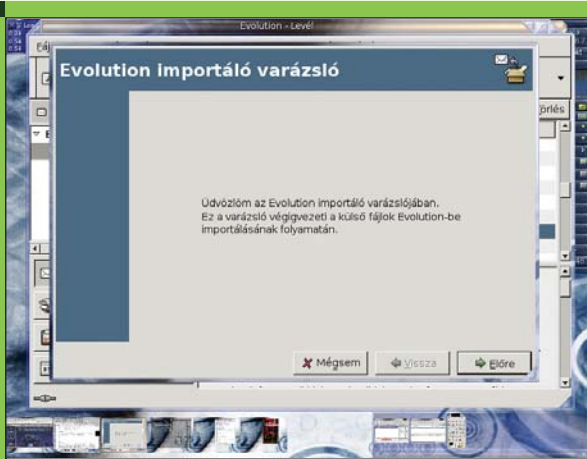 Evolution - Levél
Evolution importáló varázsló
örlés
Üdvözlöm az Evolution importáló varázslójában.
Ez a varázsló végigvezeti a külső fájlok Evolution-be
importálásának folyamatán.
Mégsem
Vissza
Előre